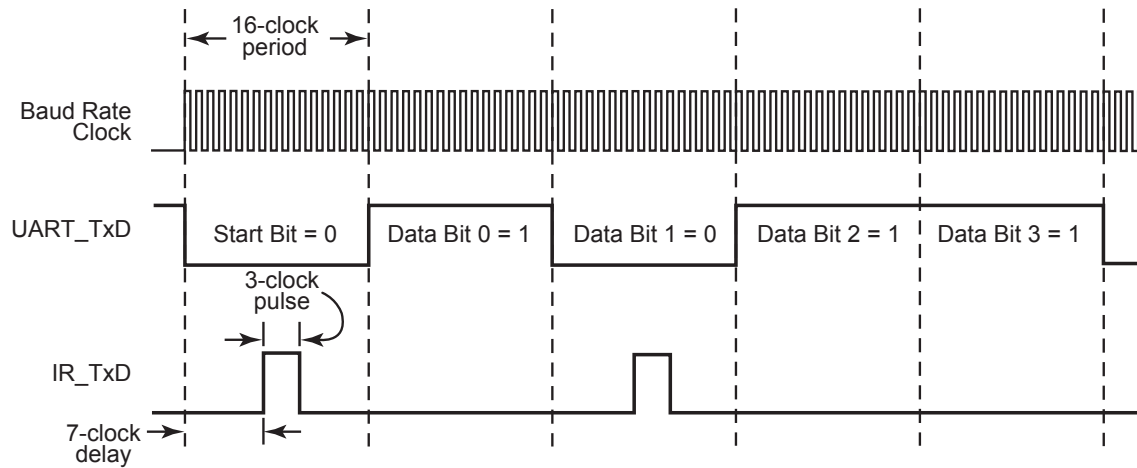 16-clock
period
Baud Rate
Clock
UART_TxD
Start Bit = 0
Data Bit 0 = 1
Data Bit 1 = 0
Data Bit 2 = 1
Data Bit 3 = 1
3-clock
pulse
IR_TxD
7-clock
delay